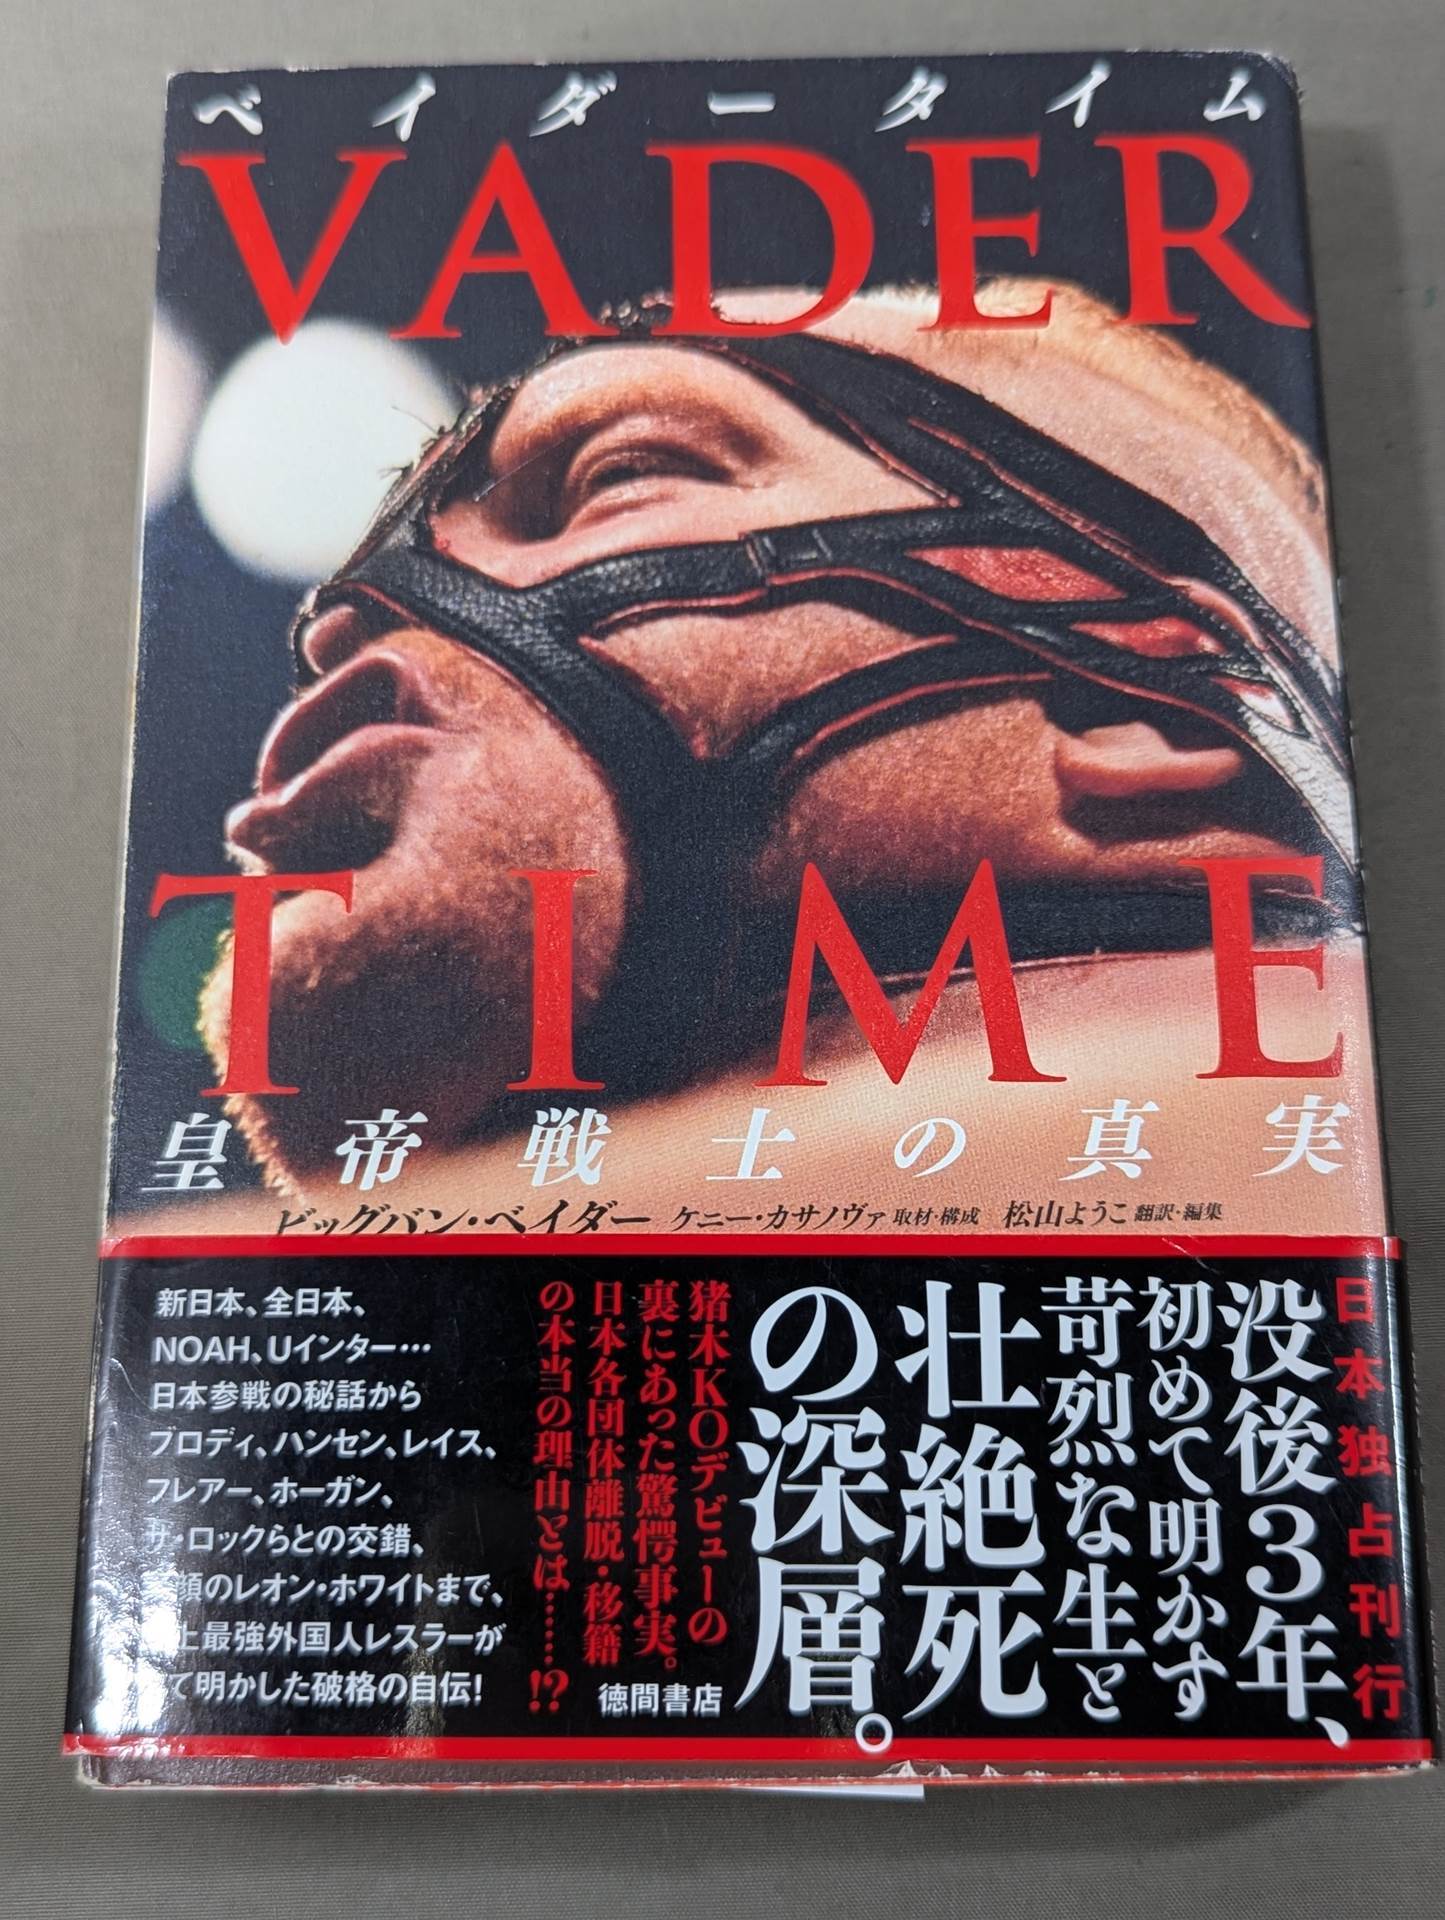 ベイダータイム
VADER
TIME
皇帝戦士の真実
ビッグバン・ベイダー ケニー・カサノヴァ 取材・構成 松山ようこ 翻訳・編集
日本独占刊行
没後3年、
初めて明かす
苛烈な生と
壮絶死
の深層。
猪木KOデビューの
裏にあった驚愕事実。
日本各団体離脱・移籍
の本当の理由とは……!?
徳間書店
新日本、全日本、
NOAH、Uインター…
日本参戦の秘話から
ブロディ、ハンセン、レイス、
フレアー、ホーガン、
ザ・ロックらとの交錯、
顔のレオン・ホワイトまで、
上最強外国人レスラーが
て明かした破格の自伝!